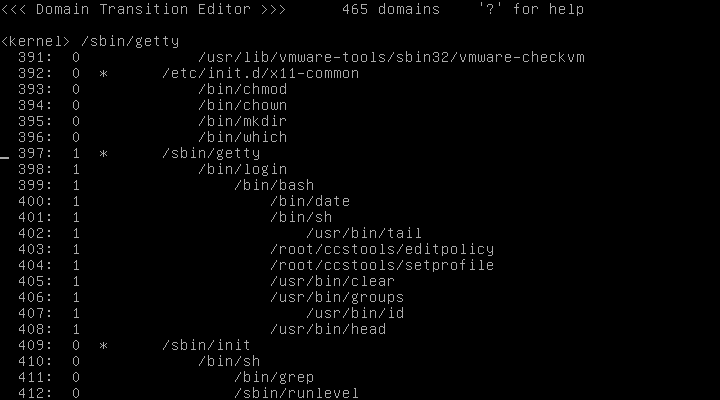 <<< Domain Transition Editor >>>      465 domains    '?' for help

<kernel> /sbin/getty
  391:  0             /usr/lib/vmware-tools/sbin32/vmware-checkvm
  392:  0  *      /etc/init.d/x11-common
  393:  0             /bin/chmod
  394:  0             /bin/chown
  395:  0             /bin/mkdir
  396:  0             /bin/which
_ 397:  1  *      /sbin/getty
  398:  1             /bin/login
  399:  1                 /bin/bash
  400:  1                     /bin/date
  401:  1                     /bin/sh
  402:  1                         /usr/bin/tail
  403:  1                     /root/ccstools/editpolicy
  404:  1                     /root/ccstools/setprofile
  405:  1                     /usr/bin/clear
  406:  1                     /usr/bin/groups
  407:  1                         /usr/bin/id
  408:  1                     /usr/bin/head
  409:  0  *      /sbin/init
  410:  0             /bin/sh
  411:  0                 /bin/grep
  412:  0                 /sbin/runlevel